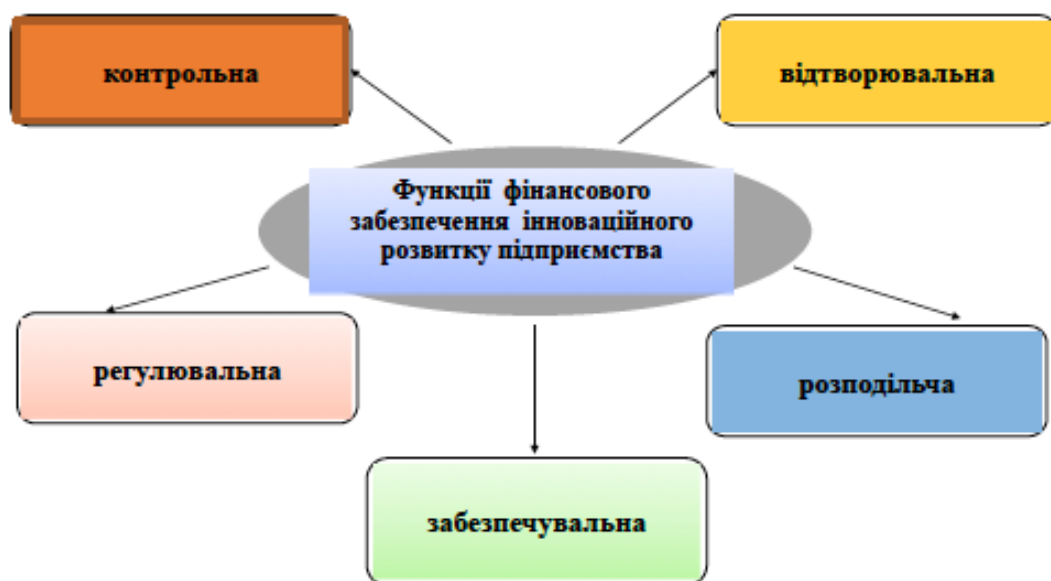 контрольна
відтворювальна
Функції фінансового
забезпечення інноваційного
розвитку підприємства
регулювальна
розподільча
забезпечувальна